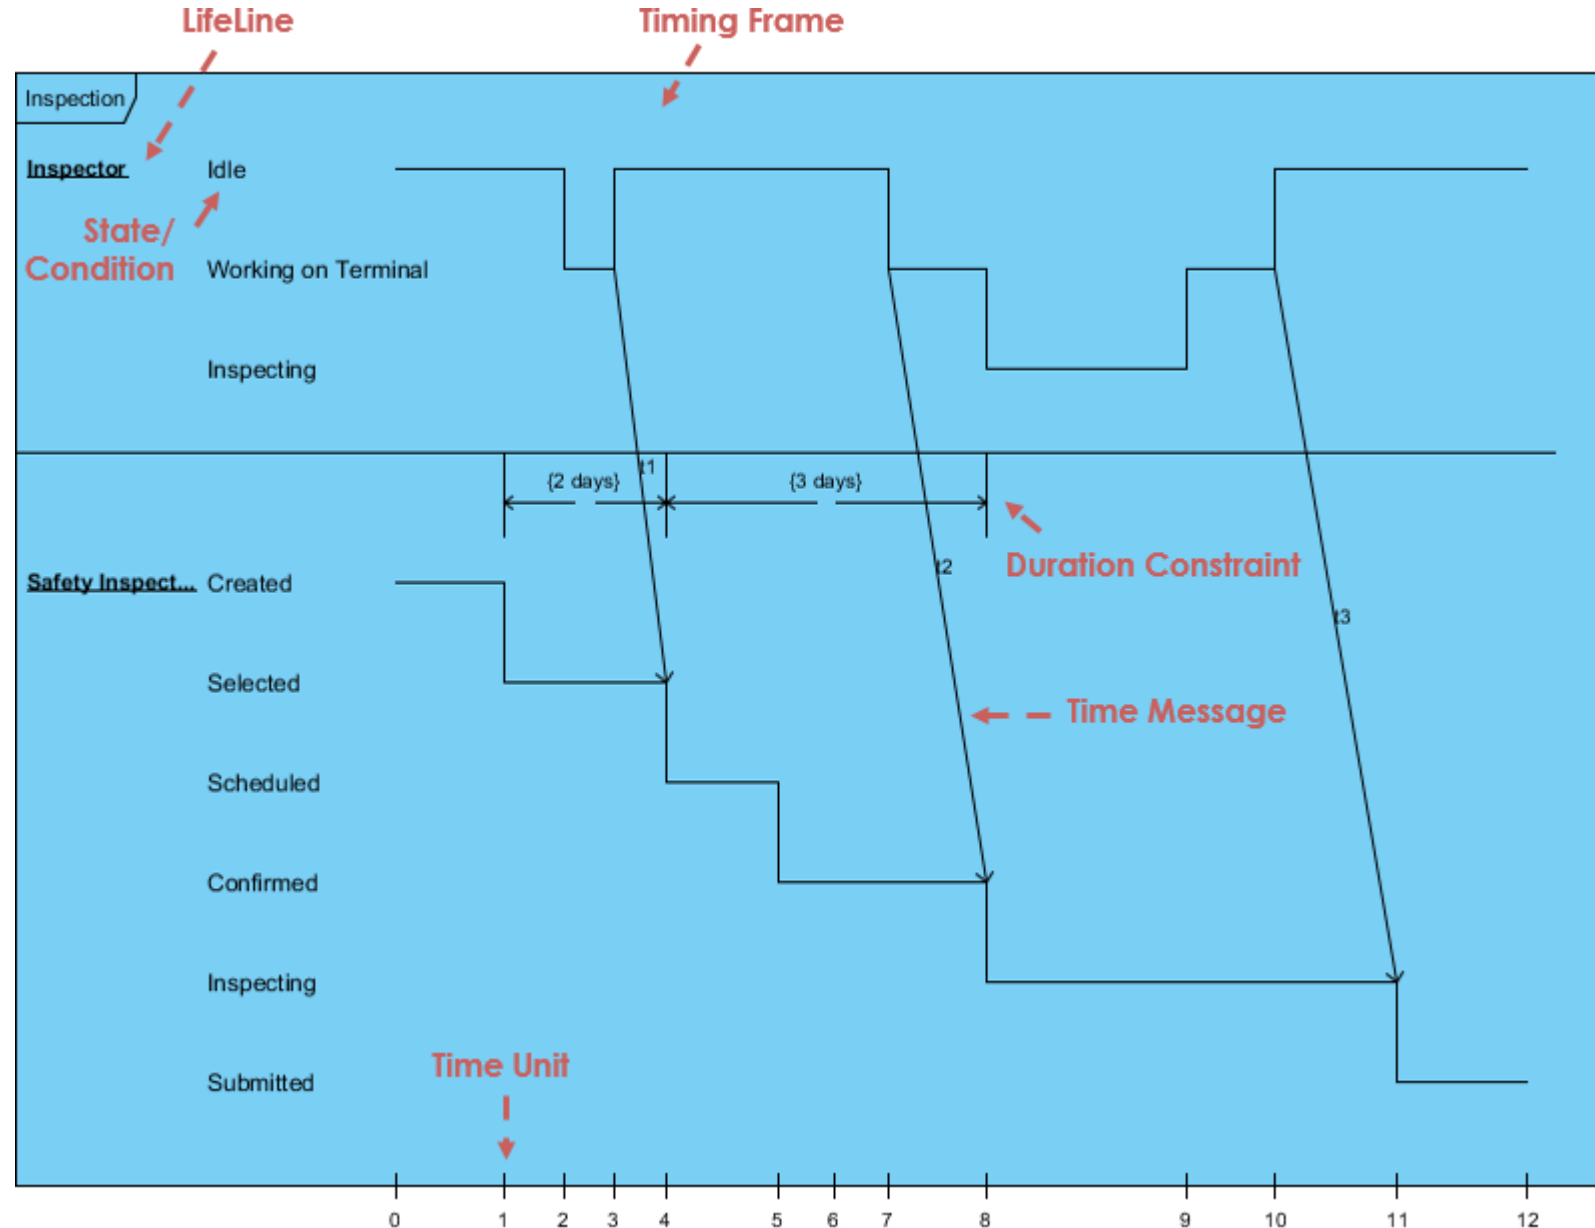 LifeLine
Timing Frame
Inspection
Inspector
Idle
State/
Condition
Working on Terminal
Inspecting
{2 days}
t1
{3 days}
Duration Constraint
t2
Safety Inspect...
Created
t3
Selected
Time Message
Scheduled
Confirmed
Inspecting
Time Unit
Submitted
0 1 2 3 4 5 6 7 8 9 10 11 12